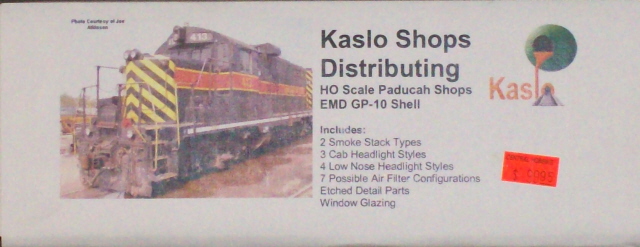 Photo Courtesy of Joe
Atkinson
413
Kaslo Shops
Distributing
HO Scale Paducah Shops
EMD GP-10 Shell
Kaslo
Includes:
2 Smoke Stack Types
3 Cab Headlight Styles
4 Low Nose Headlight Styles
7 Possible Air Filter Configurations
Etched Detail Parts
Window Glazing